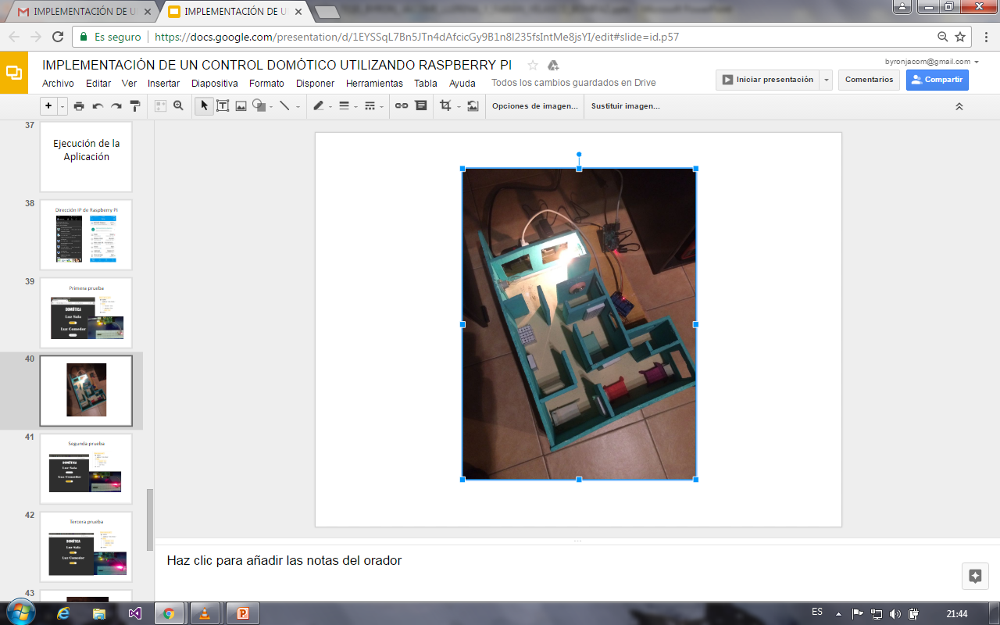 IMPLEMENTACIÓN DE U
IMPLEMENTACIÓN DE U
Es seguro
https://docs.google.com/presentation/d/1EYSSqL7Bn5JTn4dAfcicGy9B1n8I235fsIntMe8jsYI/edit#slide=id.p57
IMPLEMENTACIÓN DE UN CONTROL DOMÓTICO UTILIZANDO RASPBERRY PI
byronjacom@gmail.com
Archivo Editar Ver Insertar Diapositiva Formato Disponer Herramientas Tabla Ayuda Todos los cambios guardados en Drive
Iniciar presentación Comentarios Compartir
Opciones de imagen... Sustituir imagen...
37
Ejecución de la
Aplicación
38
Dirección IP de Raspberry Pi
39
Primera prueba
DOMÓTICA
Luz Sala
Luz Comedor
40
41
Segunda prueba
DOMÓTICA
Luz Sala
Luz Comedor
42
Tercera prueba
DOMÓTICA
Luz Sala
Luz Comedor
43
Haz clic para añadir las notas del orador
ES
21:44